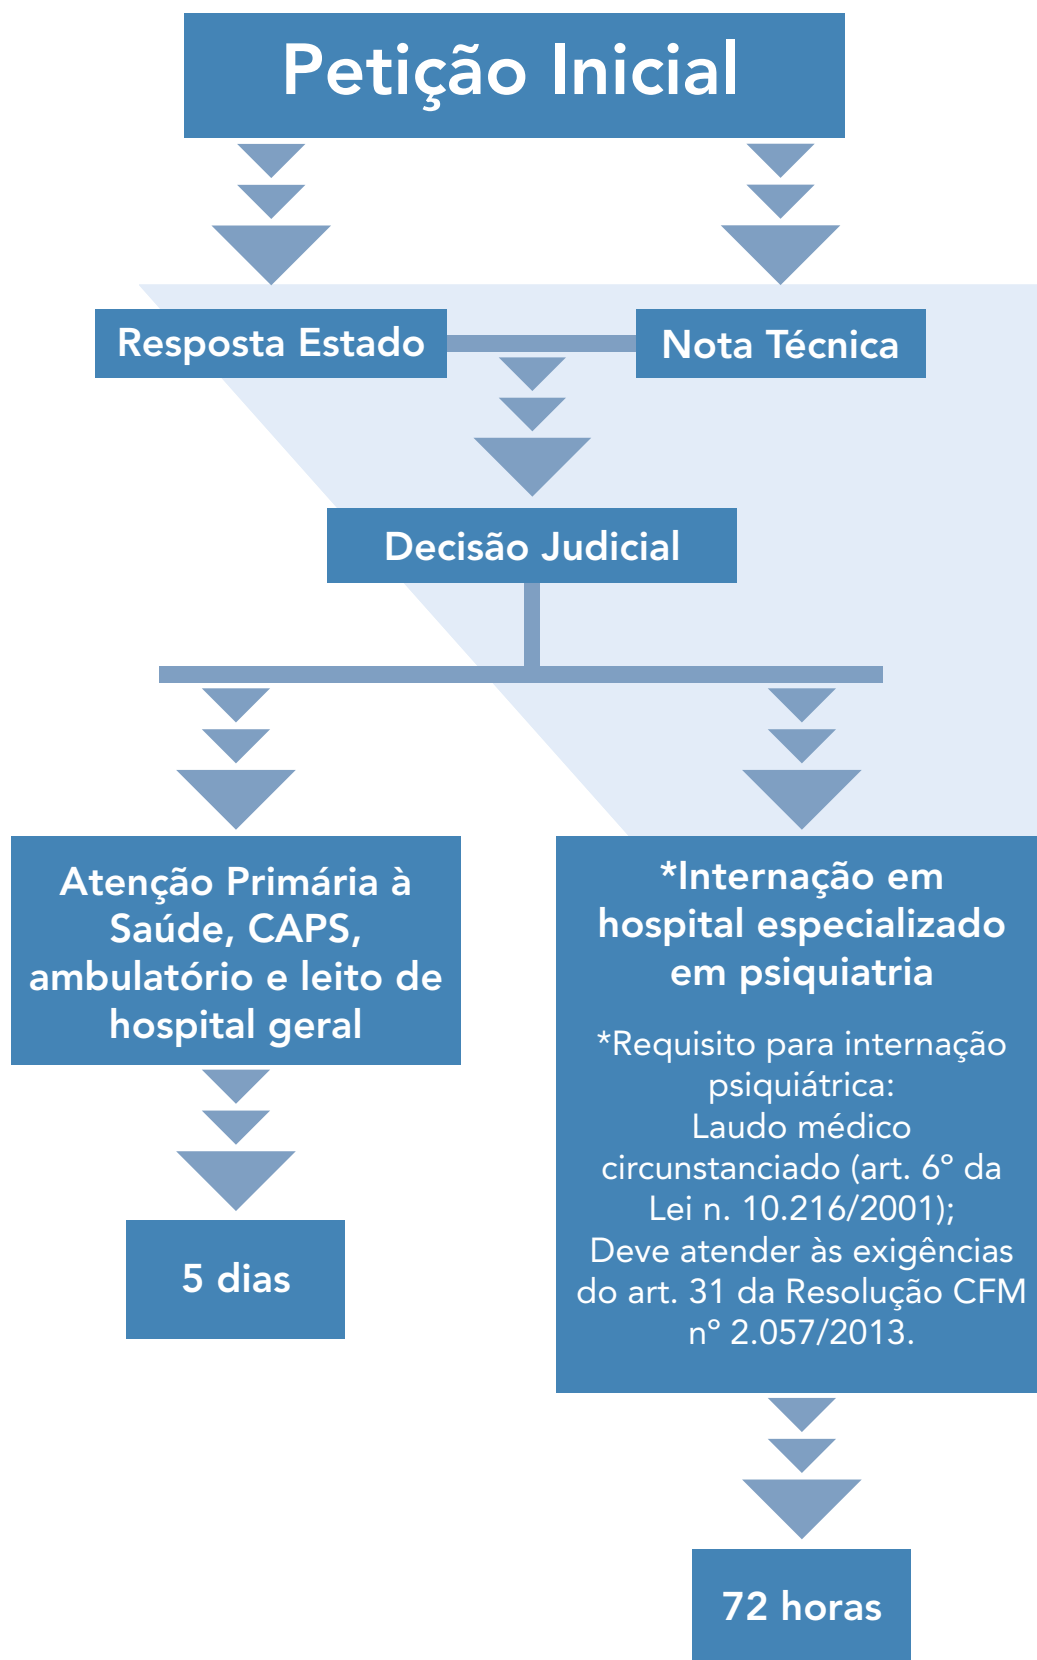 Petição Inicial
Resposta Estado
Nota Técnica
Decisão Judicial
Atenção Primária à
Saúde, CAPS,
ambulatório e leito de
hospital geral
5 dias
*Internação em
hospital especializado
em psiquiatria
*Requisito para internação
psiquiátrica:
Laudo médico
circunstanciado (art. 6º da
Lei n. 10.216/2001);
Deve atender às exigências
do art. 31 da Resolução CFM
nº 2.057/2013.
72 horas